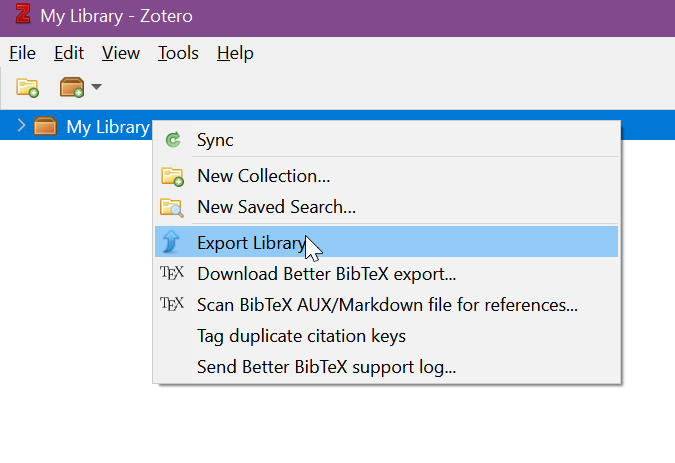 My Library - Zotero
File Edit View Tools Help
My Library
Sync
New Collection...
New Saved Search...
Export Library
TEX Download Better BibTeX export...
TEX Scan BibTeX AUX/Markdown file for references...
Tag duplicate citation keys
Send Better BibTeX support log...